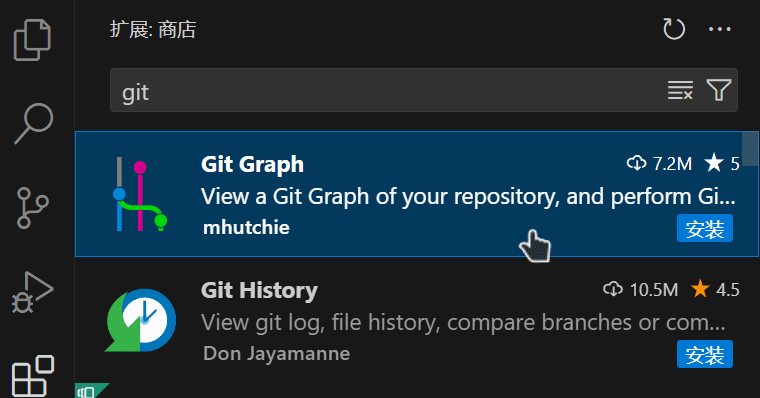 扩展: 商店
git
Git Graph 7.2M 5
View a Git Graph of your repository, and perform Gi...
mhutchie 安装
Git History 10.5M 4.5
View git log, file history, compare branches or com...
Don Jayamanne 安装